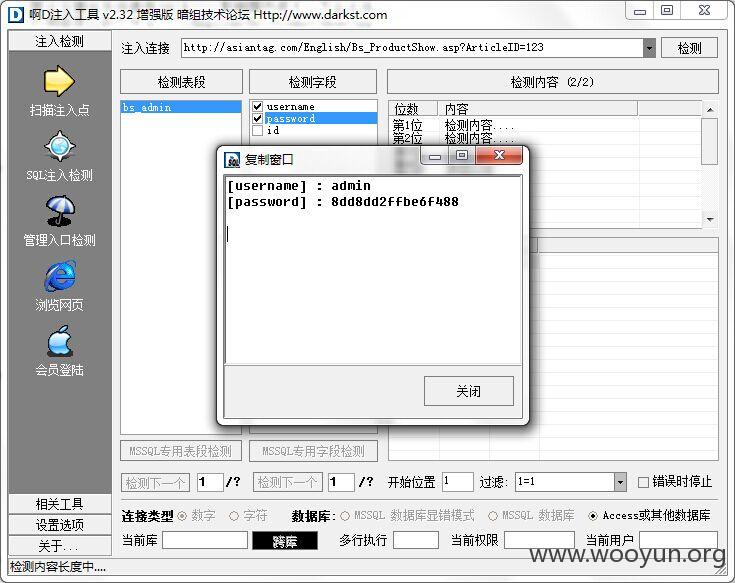 啊D注入工具 v2.32 增强版 暗组技术论坛 Http://www.darkst.com
注入检测
扫描注入点
SQL注入检测
管理入口检测
浏览网页
会员登陆
相关工具
设置选项
关于...
注入连接 http://asiantag.com/English/Bs_ProductShow.asp?ArticleID=123 检测
检测表段 检测字段 检测内容 (2/2)
bs_admin
username
password
id
位数 内容
第1位 检测内容....
第2位 检测内容....
复制窗口
[username] : admin
[password] : 8dd8dd2ffbe6f488
关闭
MSSQL专用表段检测 MSSQL专用字段检测
检测下一个 1 /? 检测下一个 1 /? 开始位置 1 过滤: 1=1 错误时停止
连接类型 数字 字符 数据库: MSSQL 数据库显错模式 MSSQL 数据库 Access或其他数据库
当前库 跨库 多行执行 当前权限 当前用户
www.wooyun.org
检测内容长度中....